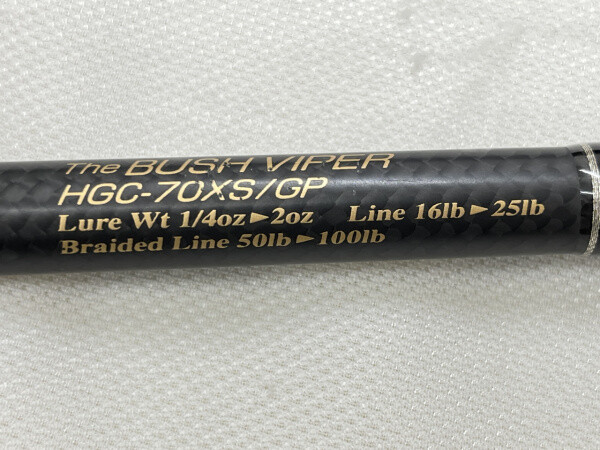 The BUSH VIPER
HGC-70XS/GP
Lure Wt 1/4oz▶2oz Line 16lb▶25lb
Braided Line 50lb▶100lb